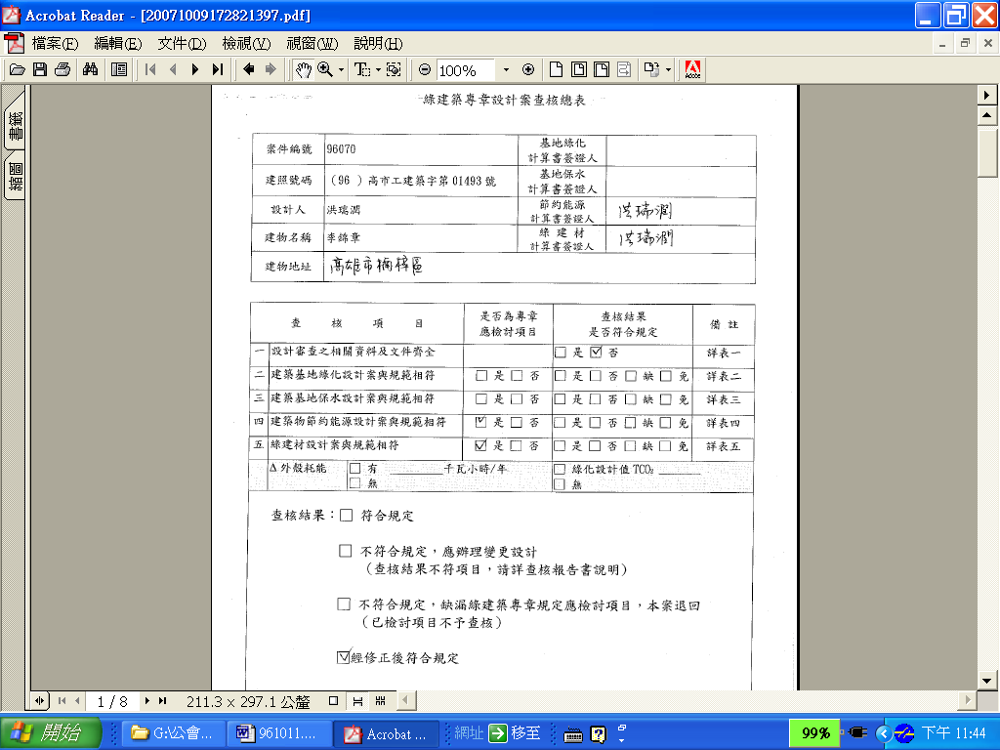 Acrobat Reader - [20071009172821397.pdf]
檔案(F) 編輯(E) 文件(D) 檢視(V) 視窗(W) 說明(H)
100%
書籤
縮圖
綠建築專章設計案查核總表
案件編號 96070 基地綠化計算書簽證人
建照號碼 (96 ) 高市工建築字第 01493 號 基地保水計算書簽證人
設計人 洪瑞潤 節約能源計算書簽證人 洪瑞潤
建物名稱 李錦章 綠建材計算書簽證人 洪瑞潤
建物地址 高雄市楠梓區
查核項目 是否為專章應檢討項目 查核結果是否符合規定 備註
一 設計審查之相關資料及文件齊全 □是 ☑否 詳表一
二 建築基地綠化設計案與規範相符 □是 □否 □是 □否 □缺 □免 詳表二
三 建築基地保水設計案與規範相符 □是 □否 □是 □否 □缺 □免 詳表三
四 建築物節約能源設計案與規範相符 ☑是 □否 □是 □否 □缺 □免 詳表四
五 綠建材設計案與規範相符 ☑是 □否 □是 □否 □缺 □免 詳表五
Δ外殼耗能 □有 ______千瓦小時/年 □綠化設計值TCO₂ ______
□無 □無
查核結果：□ 符合規定
□ 不符合規定，應辦理變更設計
（查核結果不符項目，請詳查核報告書說明）
□ 不符合規定，缺漏綠建築專章規定應檢討項目，本案退回
（已檢討項目不予查核）
☑經修正後符合規定
1 / 8 211.3 x 297.1 公釐
開始 G:\公會... 961011.... Acrobat ... 網址 移至 99% 下午 11:44